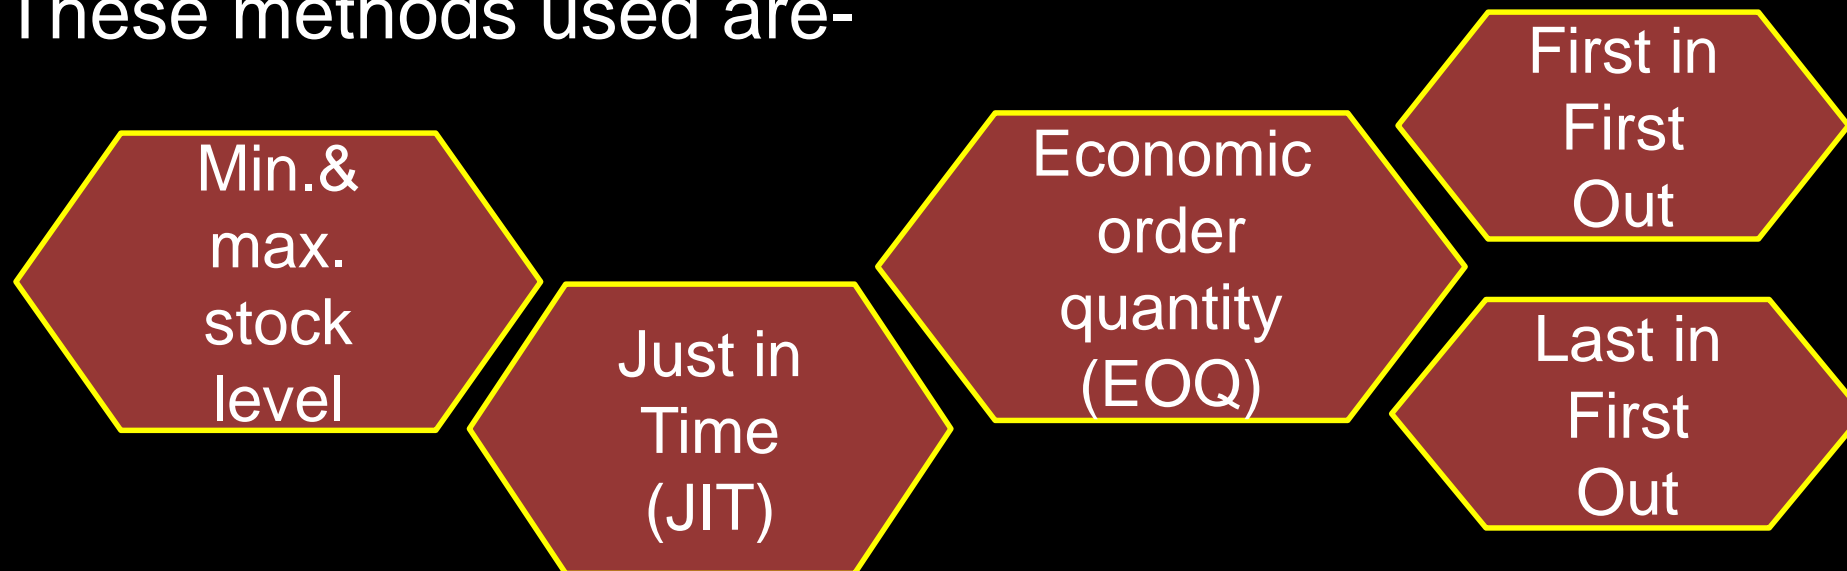 These methods used are-
Min.&
max.
stock
level
Just in
Time
(JIT)
Economic
order
quantity
(EOQ)
First in
First
Out
Last in
First
Out